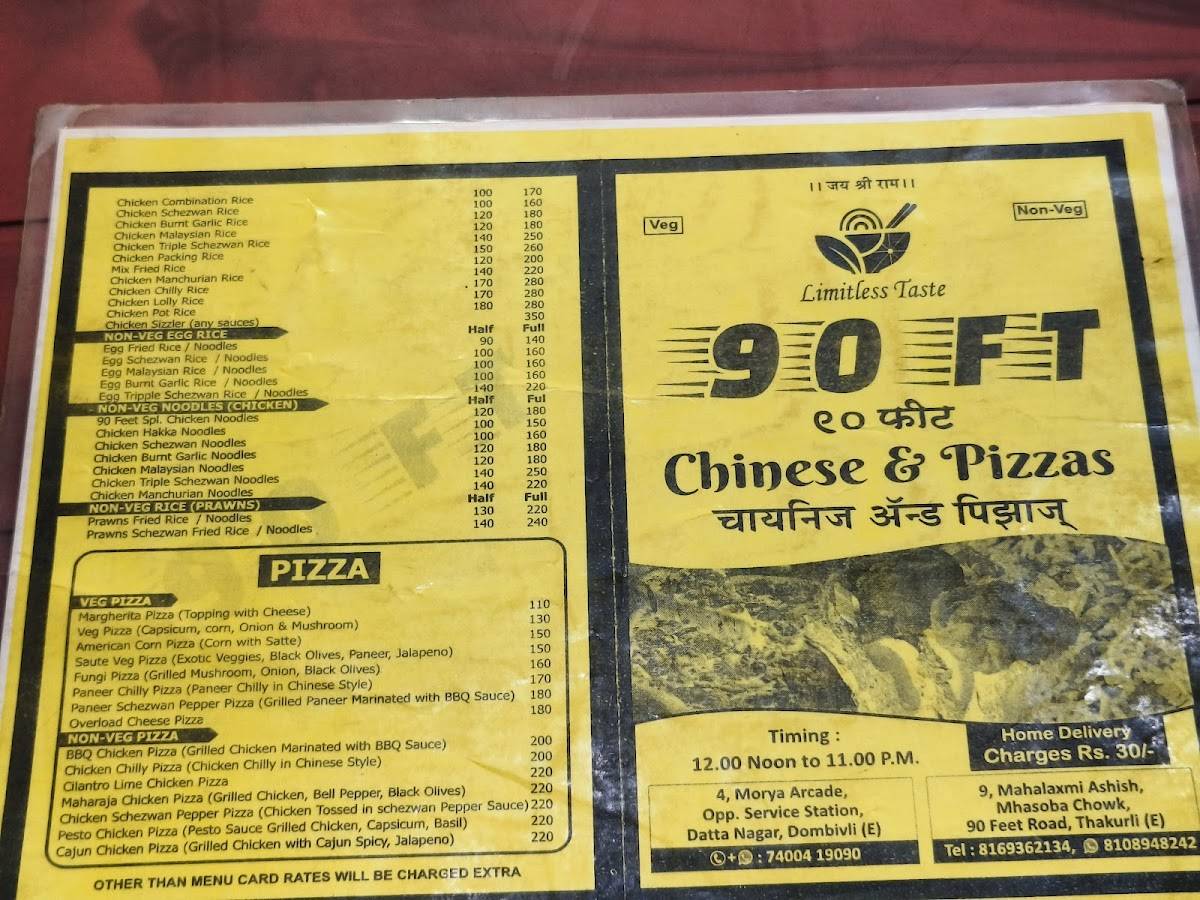 Chicken Combination Rice 100 170
Chicken Schezwan Rice 100 160
Chicken Burnt Garlic Rice 120 180
Chicken Malaysian Rice 120 180
Chicken Triple Schezwan Rice 140 250
Chicken Packing Rice 150 260
Mix Fried Rice 120 200
Chicken Manchurian Rice 140 220
Chicken Chilly Rice 170 280
Chicken Lolly Rice 170 280
Chicken Pot Rice 180 280
Chicken Sizzler (any sauces) 350
NON-VEG EGG RICE Half Full
Egg Fried Rice / Noodles 90 140
Egg Schezwan Rice / Noodles 100 160
Egg Malaysian Rice / Noodles 100 160
Egg Burnt Garlic Rice / Noodles 100 160
Egg Tripple Schezwan Rice / Noodles 140 220
NON-VEG NOODLES (CHICKEN) Half Ful
90 Feet Spl. Chicken Noodles 120 180
Chicken Hakka Noodles 100 150
Chicken Schezwan Noodles 100 160
Chicken Burnt Garlic Noodles 120 180
Chicken Malaysian Noodles 120 180
Chicken Triple Schezwan Noodles 140 250
Chicken Manchurian Noodles 140 220
NON-VEG RICE (PRAWNS) Half Full
Prawns Fried Rice / Noodles 130 220
Prawns Schezwan Fried Rice / Noodles 140 240
PIZZA
VEG PIZZA
Margherita Pizza (Topping with Cheese) 110
Veg Pizza (Capsicum, corn, Onion & Mushroom) 130
American Corn Pizza (Corn with Satte) 150
Saute Veg Pizza (Exotic Veggies, Black Olives, Paneer, Jalapeno) 150
Fungi Pizza (Grilled Mushroom, Onion, Black Olives) 160
Paneer Chilly Pizza (Paneer Chilly in Chinese Style) 170
Paneer Schezwan Pepper Pizza (Grilled Paneer Marinated with BBQ Sauce) 180
Overload Cheese Pizza 180
NON-VEG PIZZA
BBQ Chicken Pizza (Grilled Chicken Marinated with BBQ Sauce) 200
Chicken Chilly Pizza (Chicken Chilly in Chinese Style) 200
Cilantro Lime Chicken Pizza 220
Maharaja Chicken Pizza (Grilled Chicken, Bell Pepper, Black Olives) 220
Chicken Schezwan Pepper Pizza (Chicken Tossed in schezwan Pepper Sauce) 220
Pesto Chicken Pizza (Pesto Sauce Grilled Chicken, Capsicum, Basil) 220
Cajun Chicken Pizza (Grilled Chicken with Cajun Spicy, Jalapeno) 220
OTHER THAN MENU CARD RATES WILL BE CHARGED EXTRA
।। जय श्री राम।।
Veg
Non-Veg
Limitless Taste
90 FT
९० फीट
Chinese & Pizzas
चायनिज ॲन्ड पिझाज्
Timing :
12.00 Noon to 11.00 P.M.
Home Delivery
Charges Rs. 30/-
4, Morya Arcade,
Opp. Service Station,
Datta Nagar, Dombivli (E)
+ : 74004 19090
9, Mahalaxmi Ashish,
Mhasoba Chowk,
90 Feet Road, Thakurli (E)
Tel : 8169362134, 8108948242